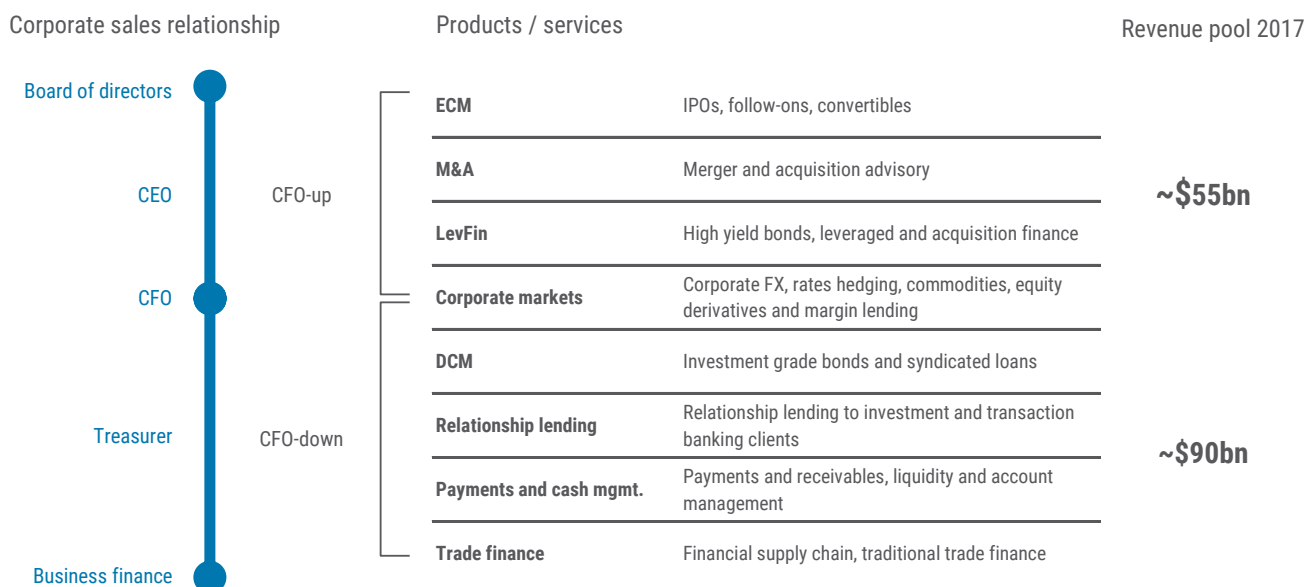 Corporate sales relationship
Products / services
Revenue pool 2017
Board of directors
CEO
CFO
Treasurer
Business finance
CFO-up
CFO-down
ECM
IPOs, follow-ons, convertibles
M&A
Merger and acquisition advisory
LevFin
High yield bonds, leveraged and acquisition finance
Corporate markets
Corporate FX, rates hedging, commodities, equity
derivatives and margin lending
DCM
Investment grade bonds and syndicated loans
Relationship lending
Relationship lending to investment and transaction
banking clients
Payments and cash mgmt.
Payments and receivables, liquidity and account
management
Trade finance
Financial supply chain, traditional trade finance
~$55bn
~$90bn